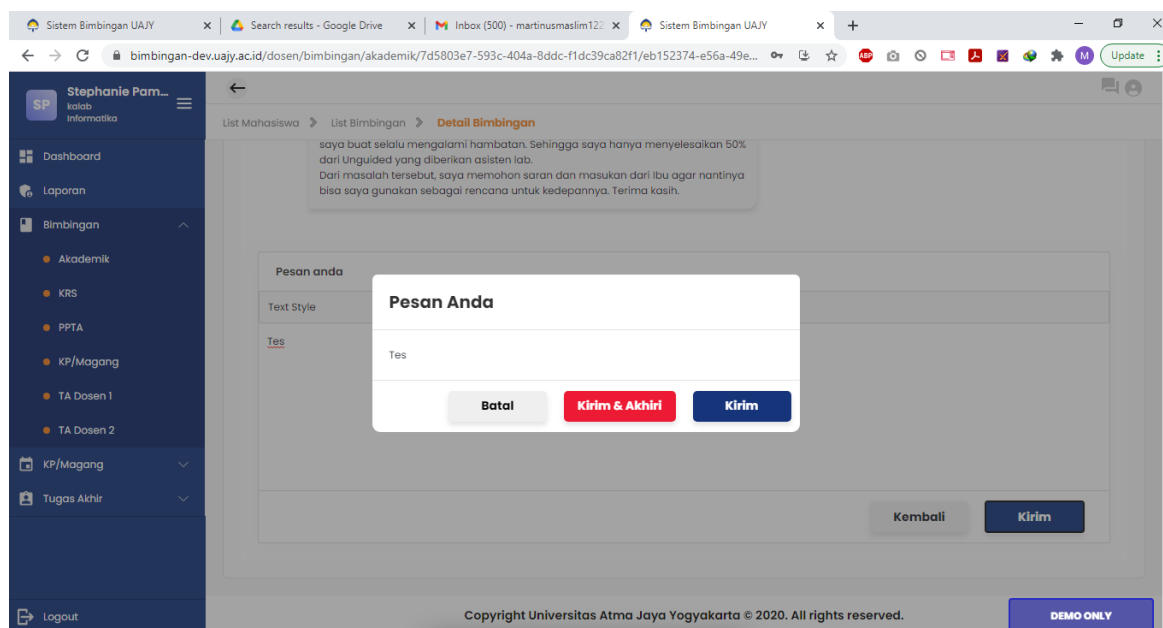 Sistem Bimbingan UAJY
Search results - Google Drive
Inbox (500) - martinusmaslim122
Sistem Bimbingan UAJY
bimbingan-dev.uajy.ac.id/dosen/bimbingan/akademik/7d5803e7-593c-404a-8ddc-f1dc39ca82f1/eb152374-e56a-49e...
ABP
M
Update
SP
Stephanie Pam...
kalab
Informatika
List Mahasiswa
List Bimbingan
Detail Bimbingan
Dashboard
Laporan
Bimbingan
Akademik
KRS
PPTA
KP/Magang
TA Dosen 1
TA Dosen 2
KP/Magang
Tugas Akhir
Logout
saya buat selalu mengalami hambatan. Sehingga saya hanya menyelesaikan 50%
dari Unguided yang diberikan asisten lab.
Dari masalah tersebut, saya memohon saran dan masukan dari Ibu agar nantinya
bisa saya gunakan sebagai rencana untuk kedepannya. Terima kasih.
Pesan anda
Text Style
Tes
Pesan Anda
Tes
Batal
Kirim & Akhiri
Kirim
Kembali
Kirim
Copyright Universitas Atma Jaya Yogyakarta © 2020. All rights reserved.
DEMO ONLY